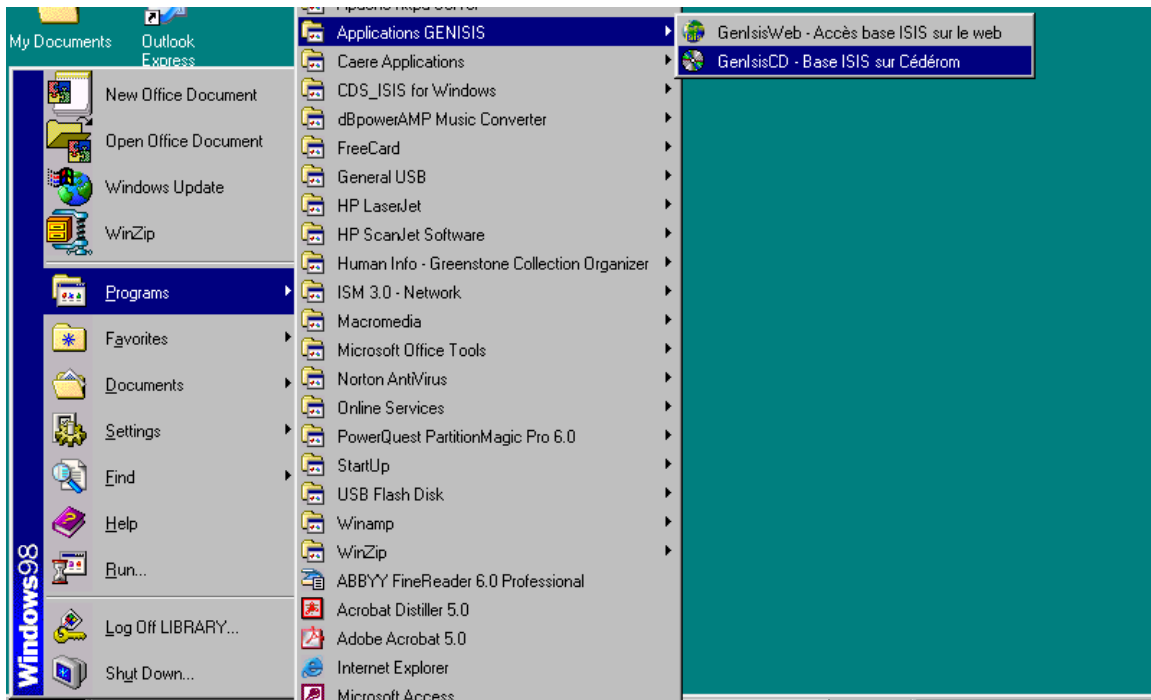 My Documents
Outlook
Express
New Office Document
Open Office Document
Windows Update
WinZip
Programs
Favorites
Documents
Settings
Find
Help
Run...
Log Off LIBRARY...
Shut Down...
Windows98
Apache httpd Server
Applications GENISIS
Caere Applications
CDS_ISIS for Windows
dBpowerAMP Music Converter
FreeCard
General USB
HP LaserJet
HP ScanJet Software
Human Info - Greenstone Collection Organizer
ISM 3.0 - Network
Macromedia
Microsoft Office Tools
Norton AntiVirus
Online Services
PowerQuest PartitionMagic Pro 6.0
StartUp
USB Flash Disk
Winamp
WinZip
ABBYY FineReader 6.0 Professional
Acrobat Distiller 5.0
Adobe Acrobat 5.0
Internet Explorer
Microsoft Access
GenIsisWeb - Accès base ISIS sur le web
GenIsisCD - Base ISIS sur Cédérom